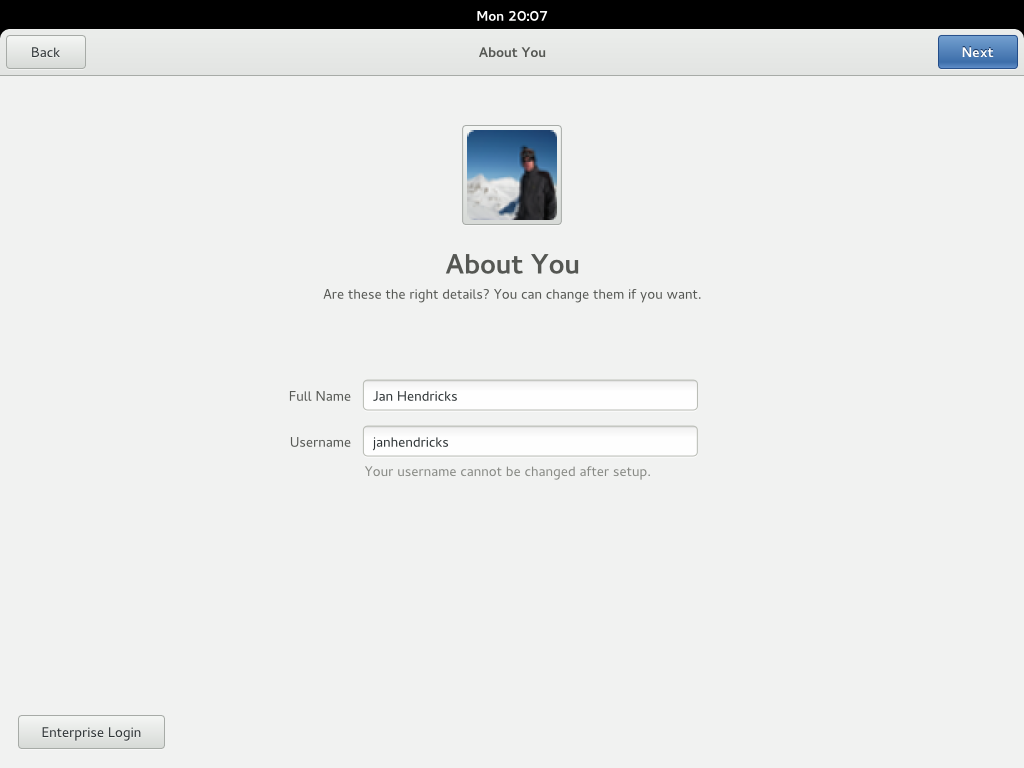 Mon 20:07
Back
About You
Next
About You
Are these the right details? You can change them if you want.
Full Name
Jan Hendricks
Username
janhendricks
Your username cannot be changed after setup.
Enterprise Login